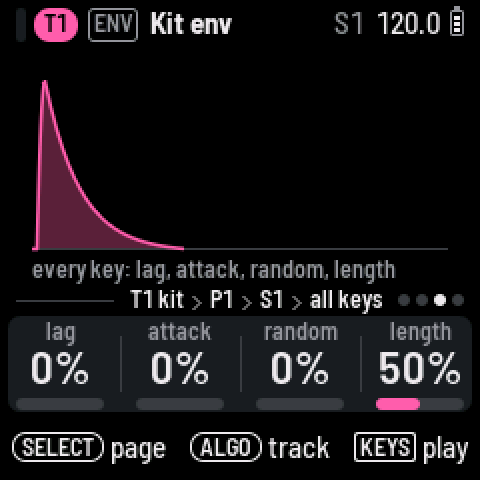 T1 ENV Kit env S1 120.0
every key: lag, attack, random, length
T1 kit > P1 > S1 > all keys
lag attack random length
0% 0% 0% 50%
SELECT page ALGO track KEYS play